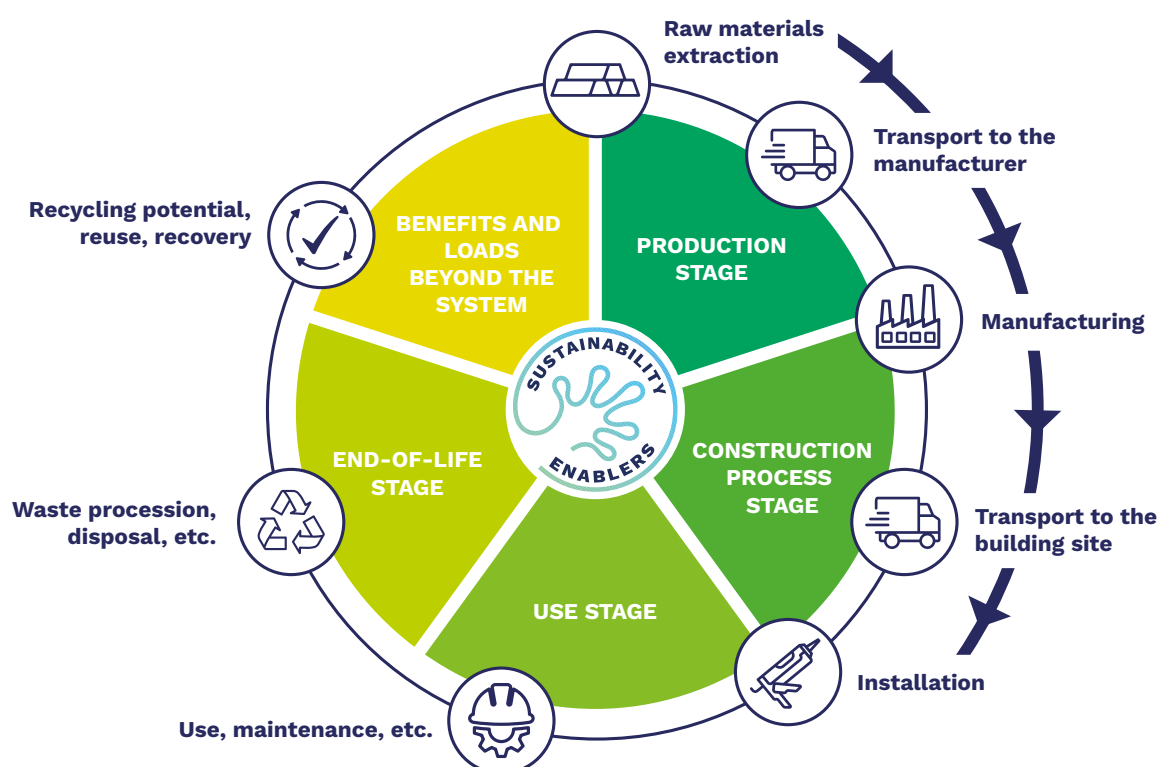 Raw materials
extraction
Transport to the
manufacturer
Manufacturing
Transport to the
building site
Installation
Use, maintenance, etc.
Waste procession,
disposal, etc.
Recycling potential,
reuse, recovery
BENEFITS AND
LOADS
BEYOND THE
SYSTEM
PRODUCTION
STAGE
CONSTRUCTION
PROCESS
STAGE
USE STAGE
END-OF-LIFE
STAGE
SUSTAINABILITY
ENABLERS